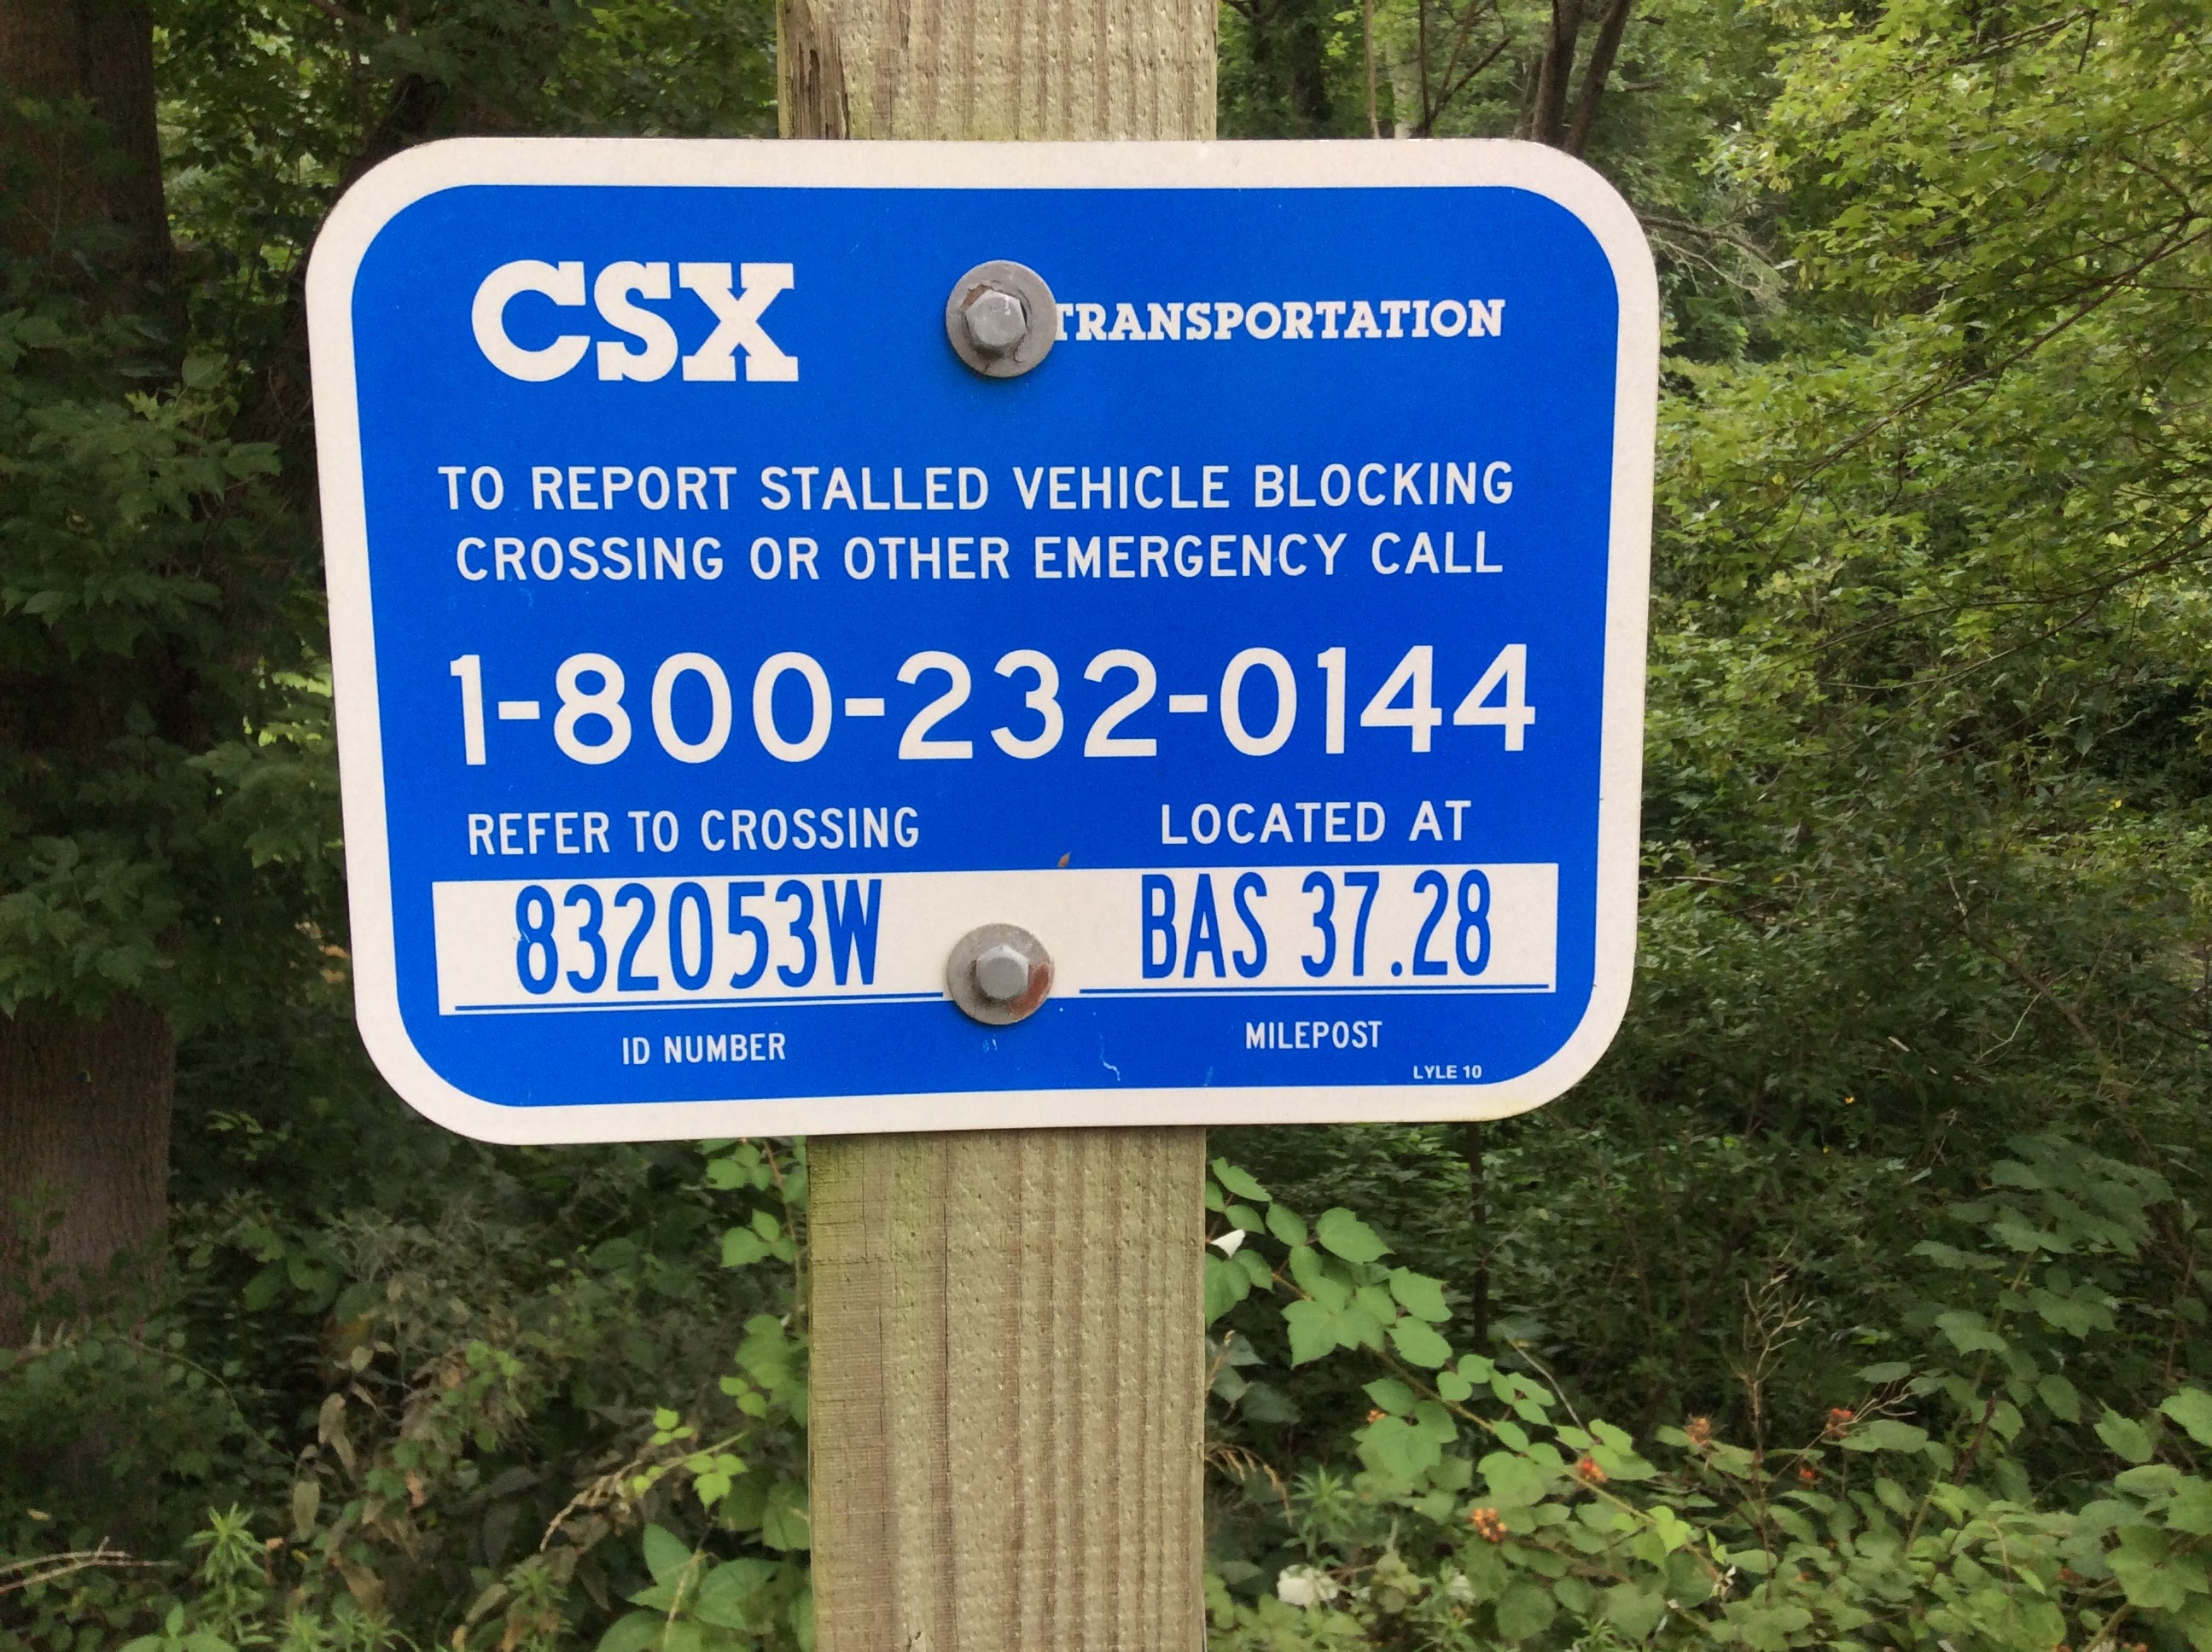 CSX TRANSPORTATION
TO REPORT STALLED VEHICLE BLOCKING
CROSSING OR OTHER EMERGENCY CALL
1-800-232-0144
REFER TO CROSSING LOCATED AT
832053W BAS 37.28
ID NUMBER MILEPOST
LYLE 10